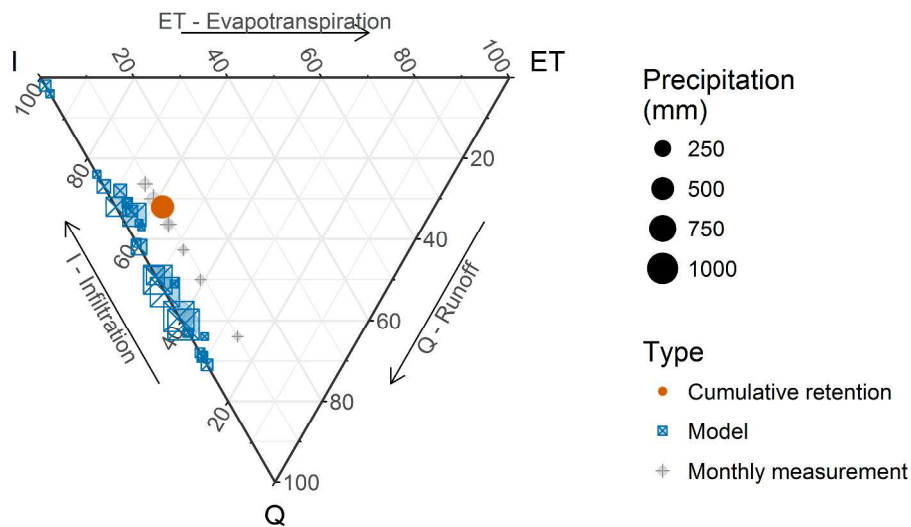 ET - Evapotranspiration
I
ET
20
40
60
80
100
100
80
60
40
20
20
40
60
80
100
I - Infiltration
Q - Runoff
Q
Precipitation
(mm)
250
500
750
1000
Type
Cumulative retention
Model
Monthly measurement